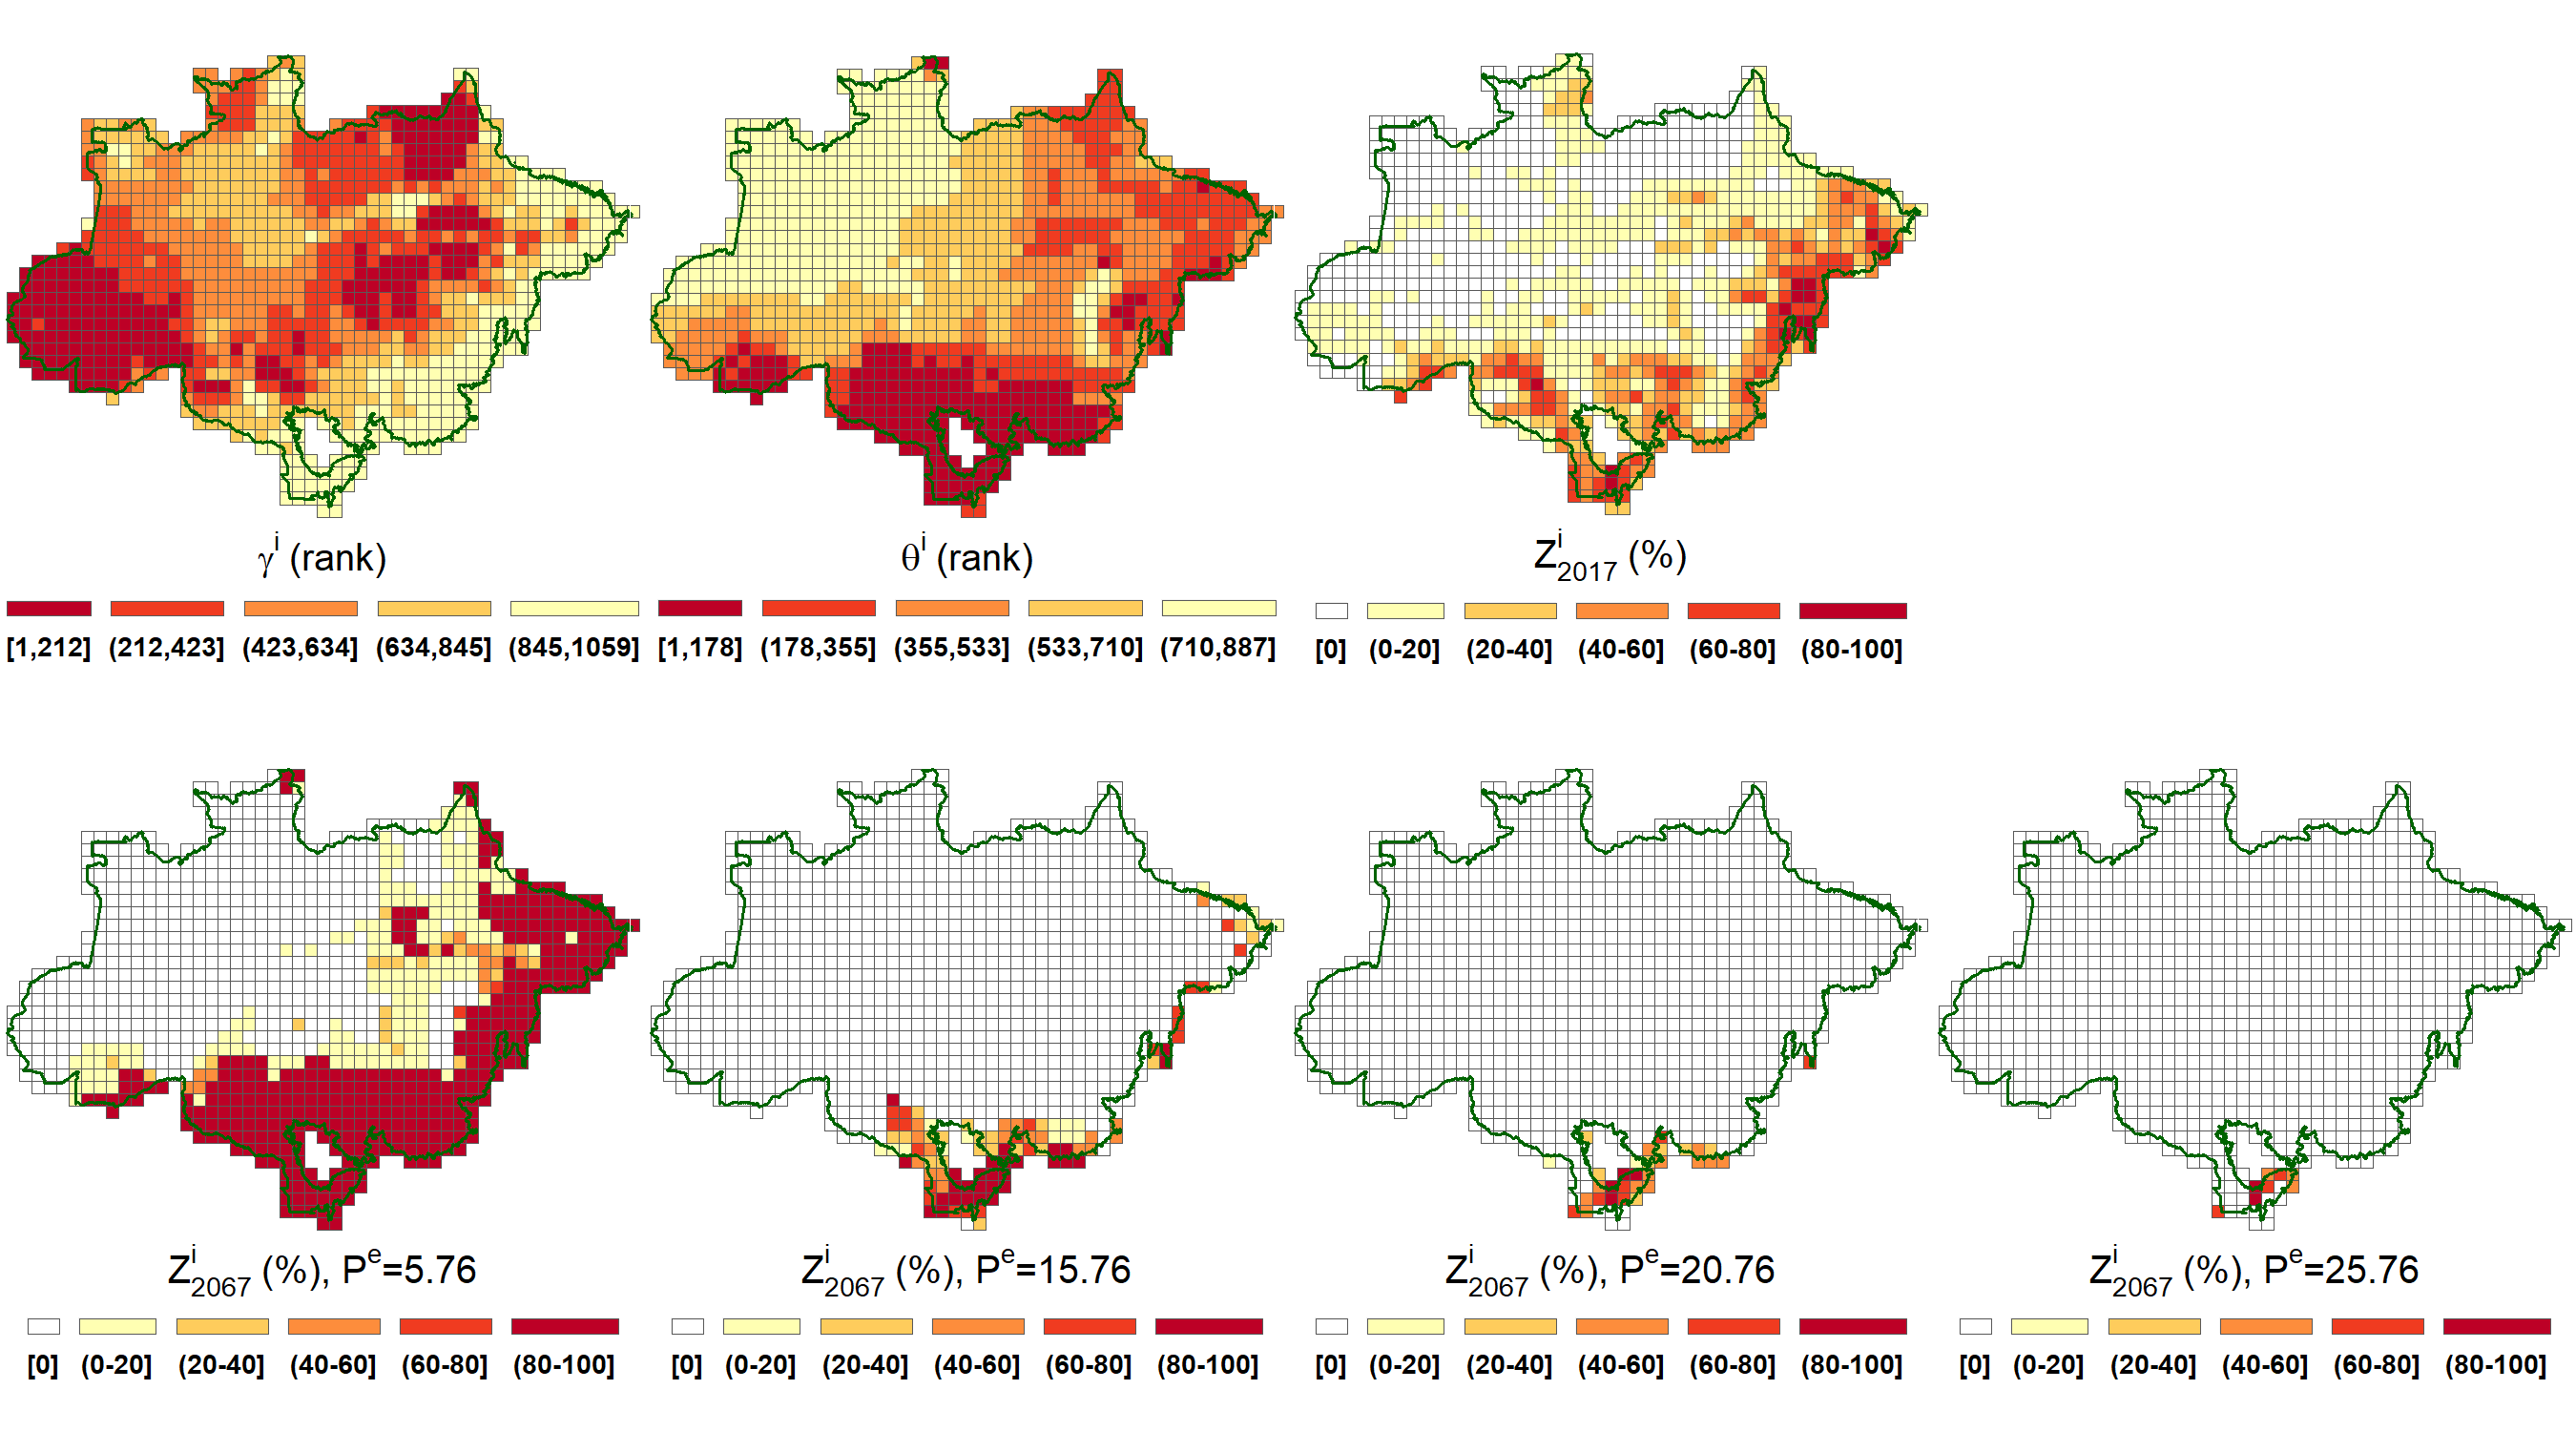 γ^i (rank)
θ^i (rank)
Z^i_2017 (%)
[1,212] (212,423] (423,634] (634,845] (845,1059]
[1,178] (178,355] (355,533] (533,710] (710,887]
[0] (0-20] (20-40] (40-60] (60-80] (80-100]
Z^i_2067 (%), P^e=5.76
Z^i_2067 (%), P^e=15.76
Z^i_2067 (%), P^e=20.76
Z^i_2067 (%), P^e=25.76
[0] (0-20] (20-40] (40-60] (60-80] (80-100]
[0] (0-20] (20-40] (40-60] (60-80] (80-100]
[0] (0-20] (20-40] (40-60] (60-80] (80-100]
[0] (0-20] (20-40] (40-60] (60-80] (80-100]